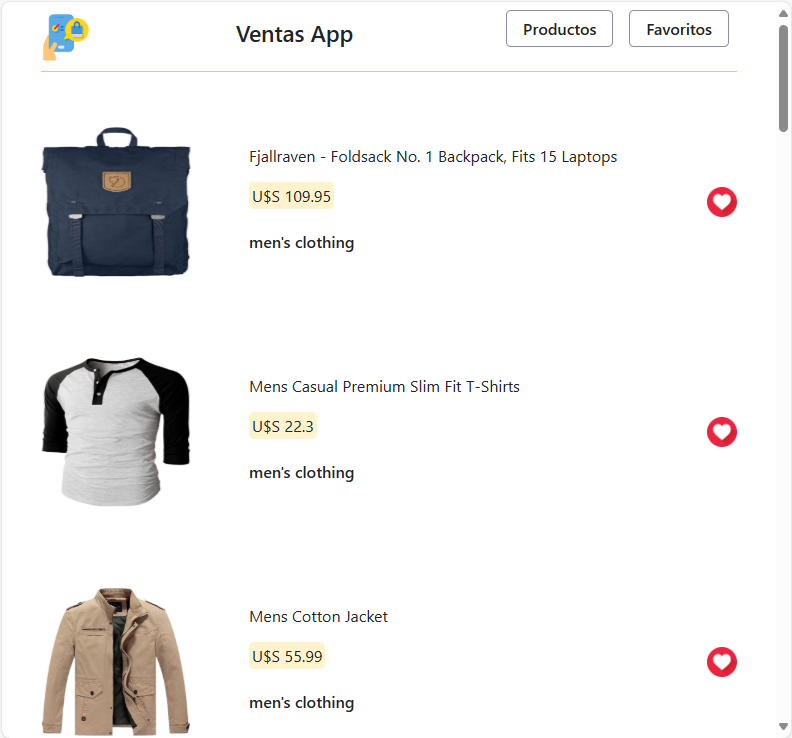 Ventas App
Productos
Favoritos
Fjallraven - Foldsack No. 1 Backpack, Fits 15 Laptops
U$S 109.95
men's clothing
Mens Casual Premium Slim Fit T-Shirts
U$S 22.3
men's clothing
Mens Cotton Jacket
U$S 55.99
men's clothing